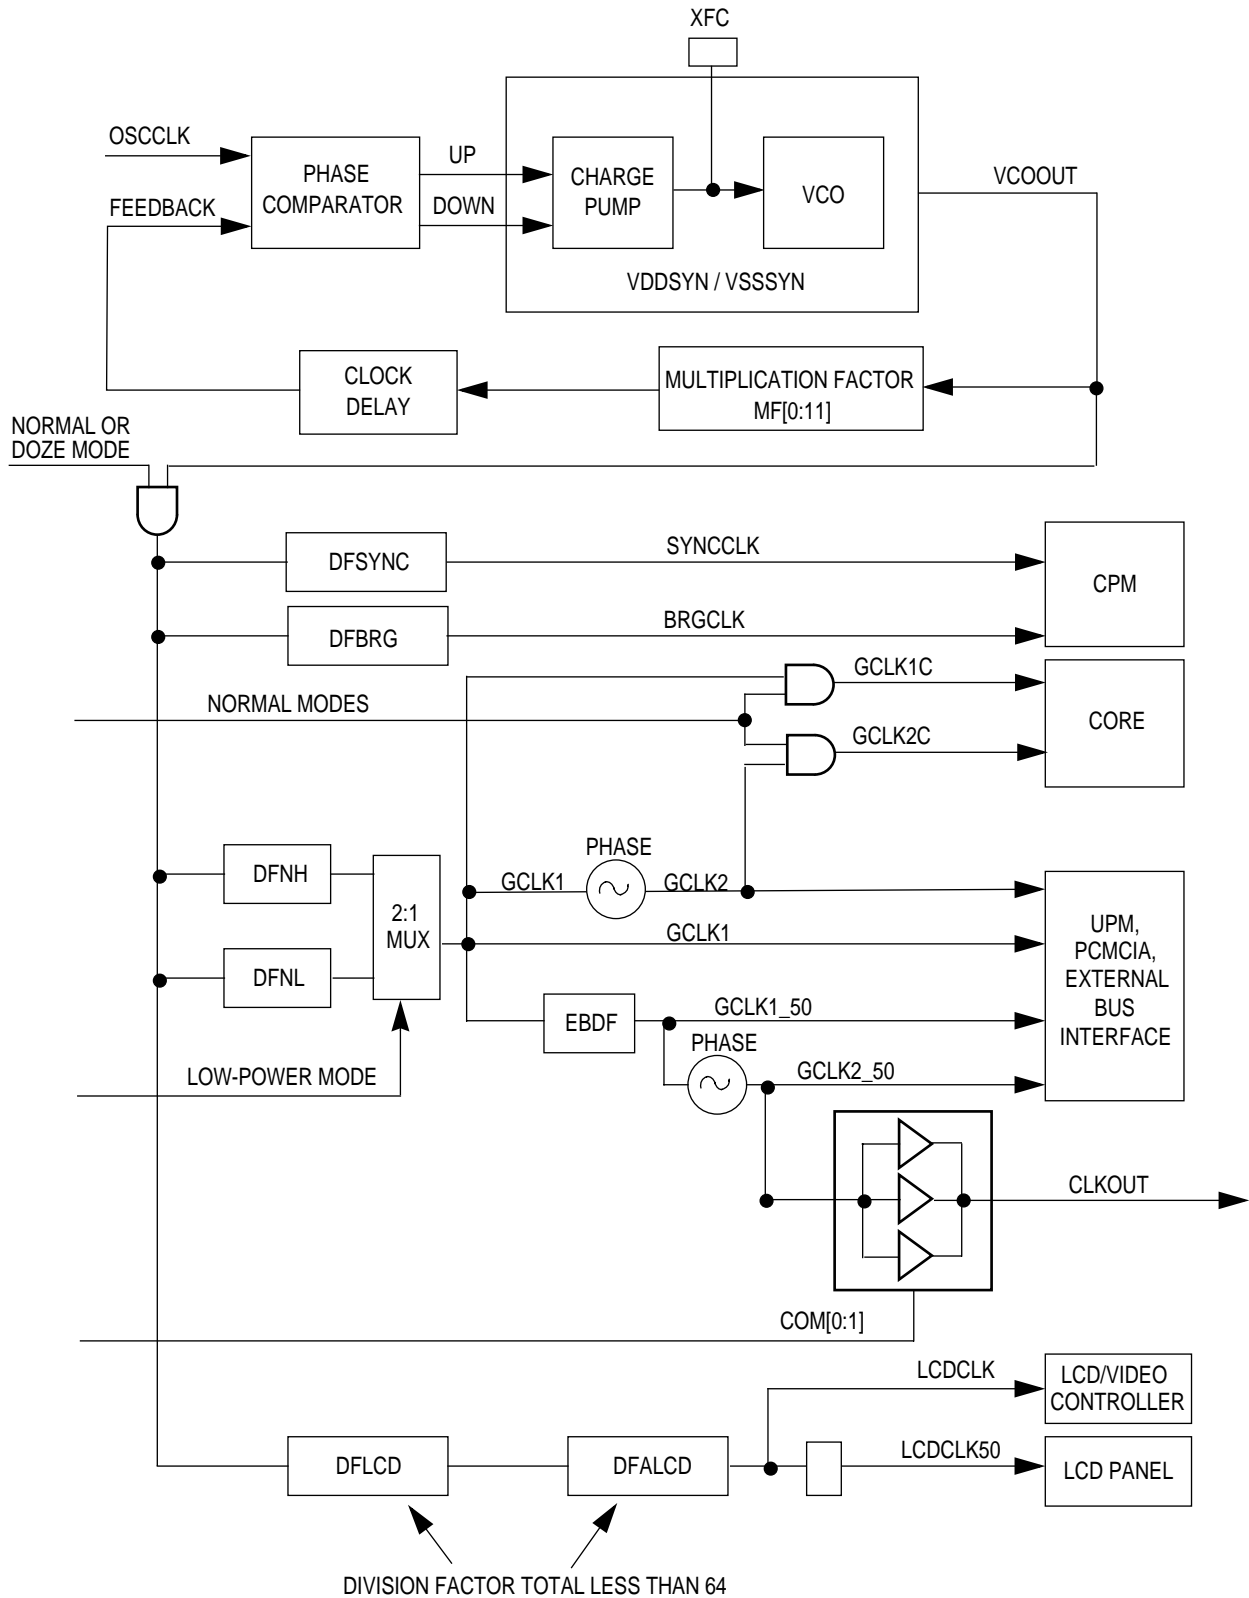 XFC
OSCCLK
FEEDBACK
PHASE
COMPARATOR
UP
DOWN
CHARGE
PUMP
VCO
VDDSYN / VSSSYN
VCOOUT
CLOCK
DELAY
MULTIPLICATION FACTOR
MF[0:11]
NORMAL OR
DOZE MODE
DFSYNC
SYNCCLK
CPM
DFBRG
BRGCLK
GCLK1C
NORMAL MODES
CORE
GCLK2C
PHASE
DFNH
GCLK1
GCLK2
2:1
MUX
GCLK1
UPM,
PCMCIA,
EXTERNAL
BUS
INTERFACE
DFNL
EBDF
GCLK1_50
PHASE
GCLK2_50
LOW-POWER MODE
CLKOUT
COM[0:1]
LCDCLK
LCD/VIDEO
CONTROLLER
DFLCD
DFALCD
LCDCLK50
LCD PANEL
DIVISION FACTOR TOTAL LESS THAN 64